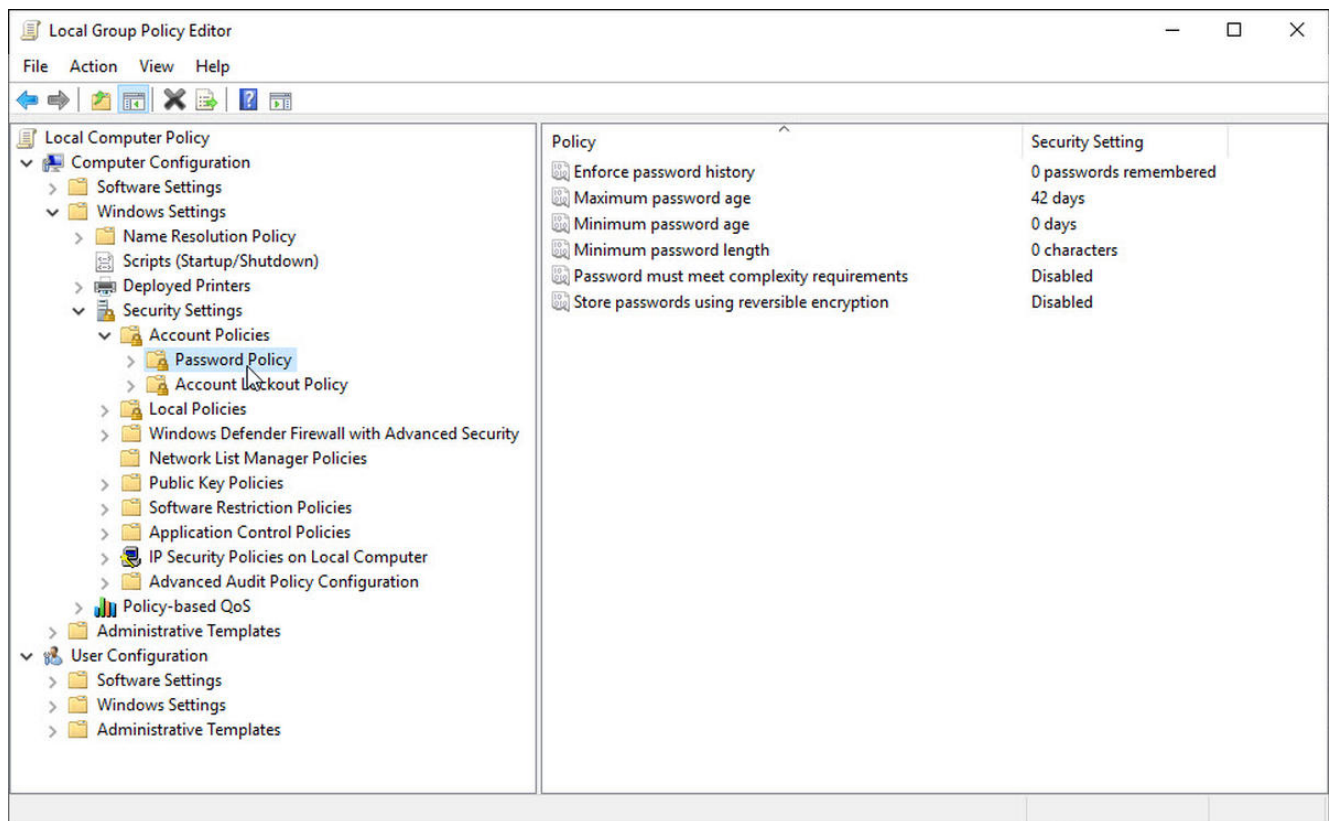 Local Group Policy Editor
File Action View Help
Local Computer Policy
Computer Configuration
Software Settings
Windows Settings
Name Resolution Policy
Scripts (Startup/Shutdown)
Deployed Printers
Security Settings
Account Policies
Password Policy
Account Lockout Policy
Local Policies
Windows Defender Firewall with Advanced Security
Network List Manager Policies
Public Key Policies
Software Restriction Policies
Application Control Policies
IP Security Policies on Local Computer
Advanced Audit Policy Configuration
Policy-based QoS
Administrative Templates
User Configuration
Software Settings
Windows Settings
Administrative Templates
Policy Security Setting
Enforce password history 0 passwords remembered
Maximum password age 42 days
Minimum password age 0 days
Minimum password length 0 characters
Password must meet complexity requirements Disabled
Store passwords using reversible encryption Disabled